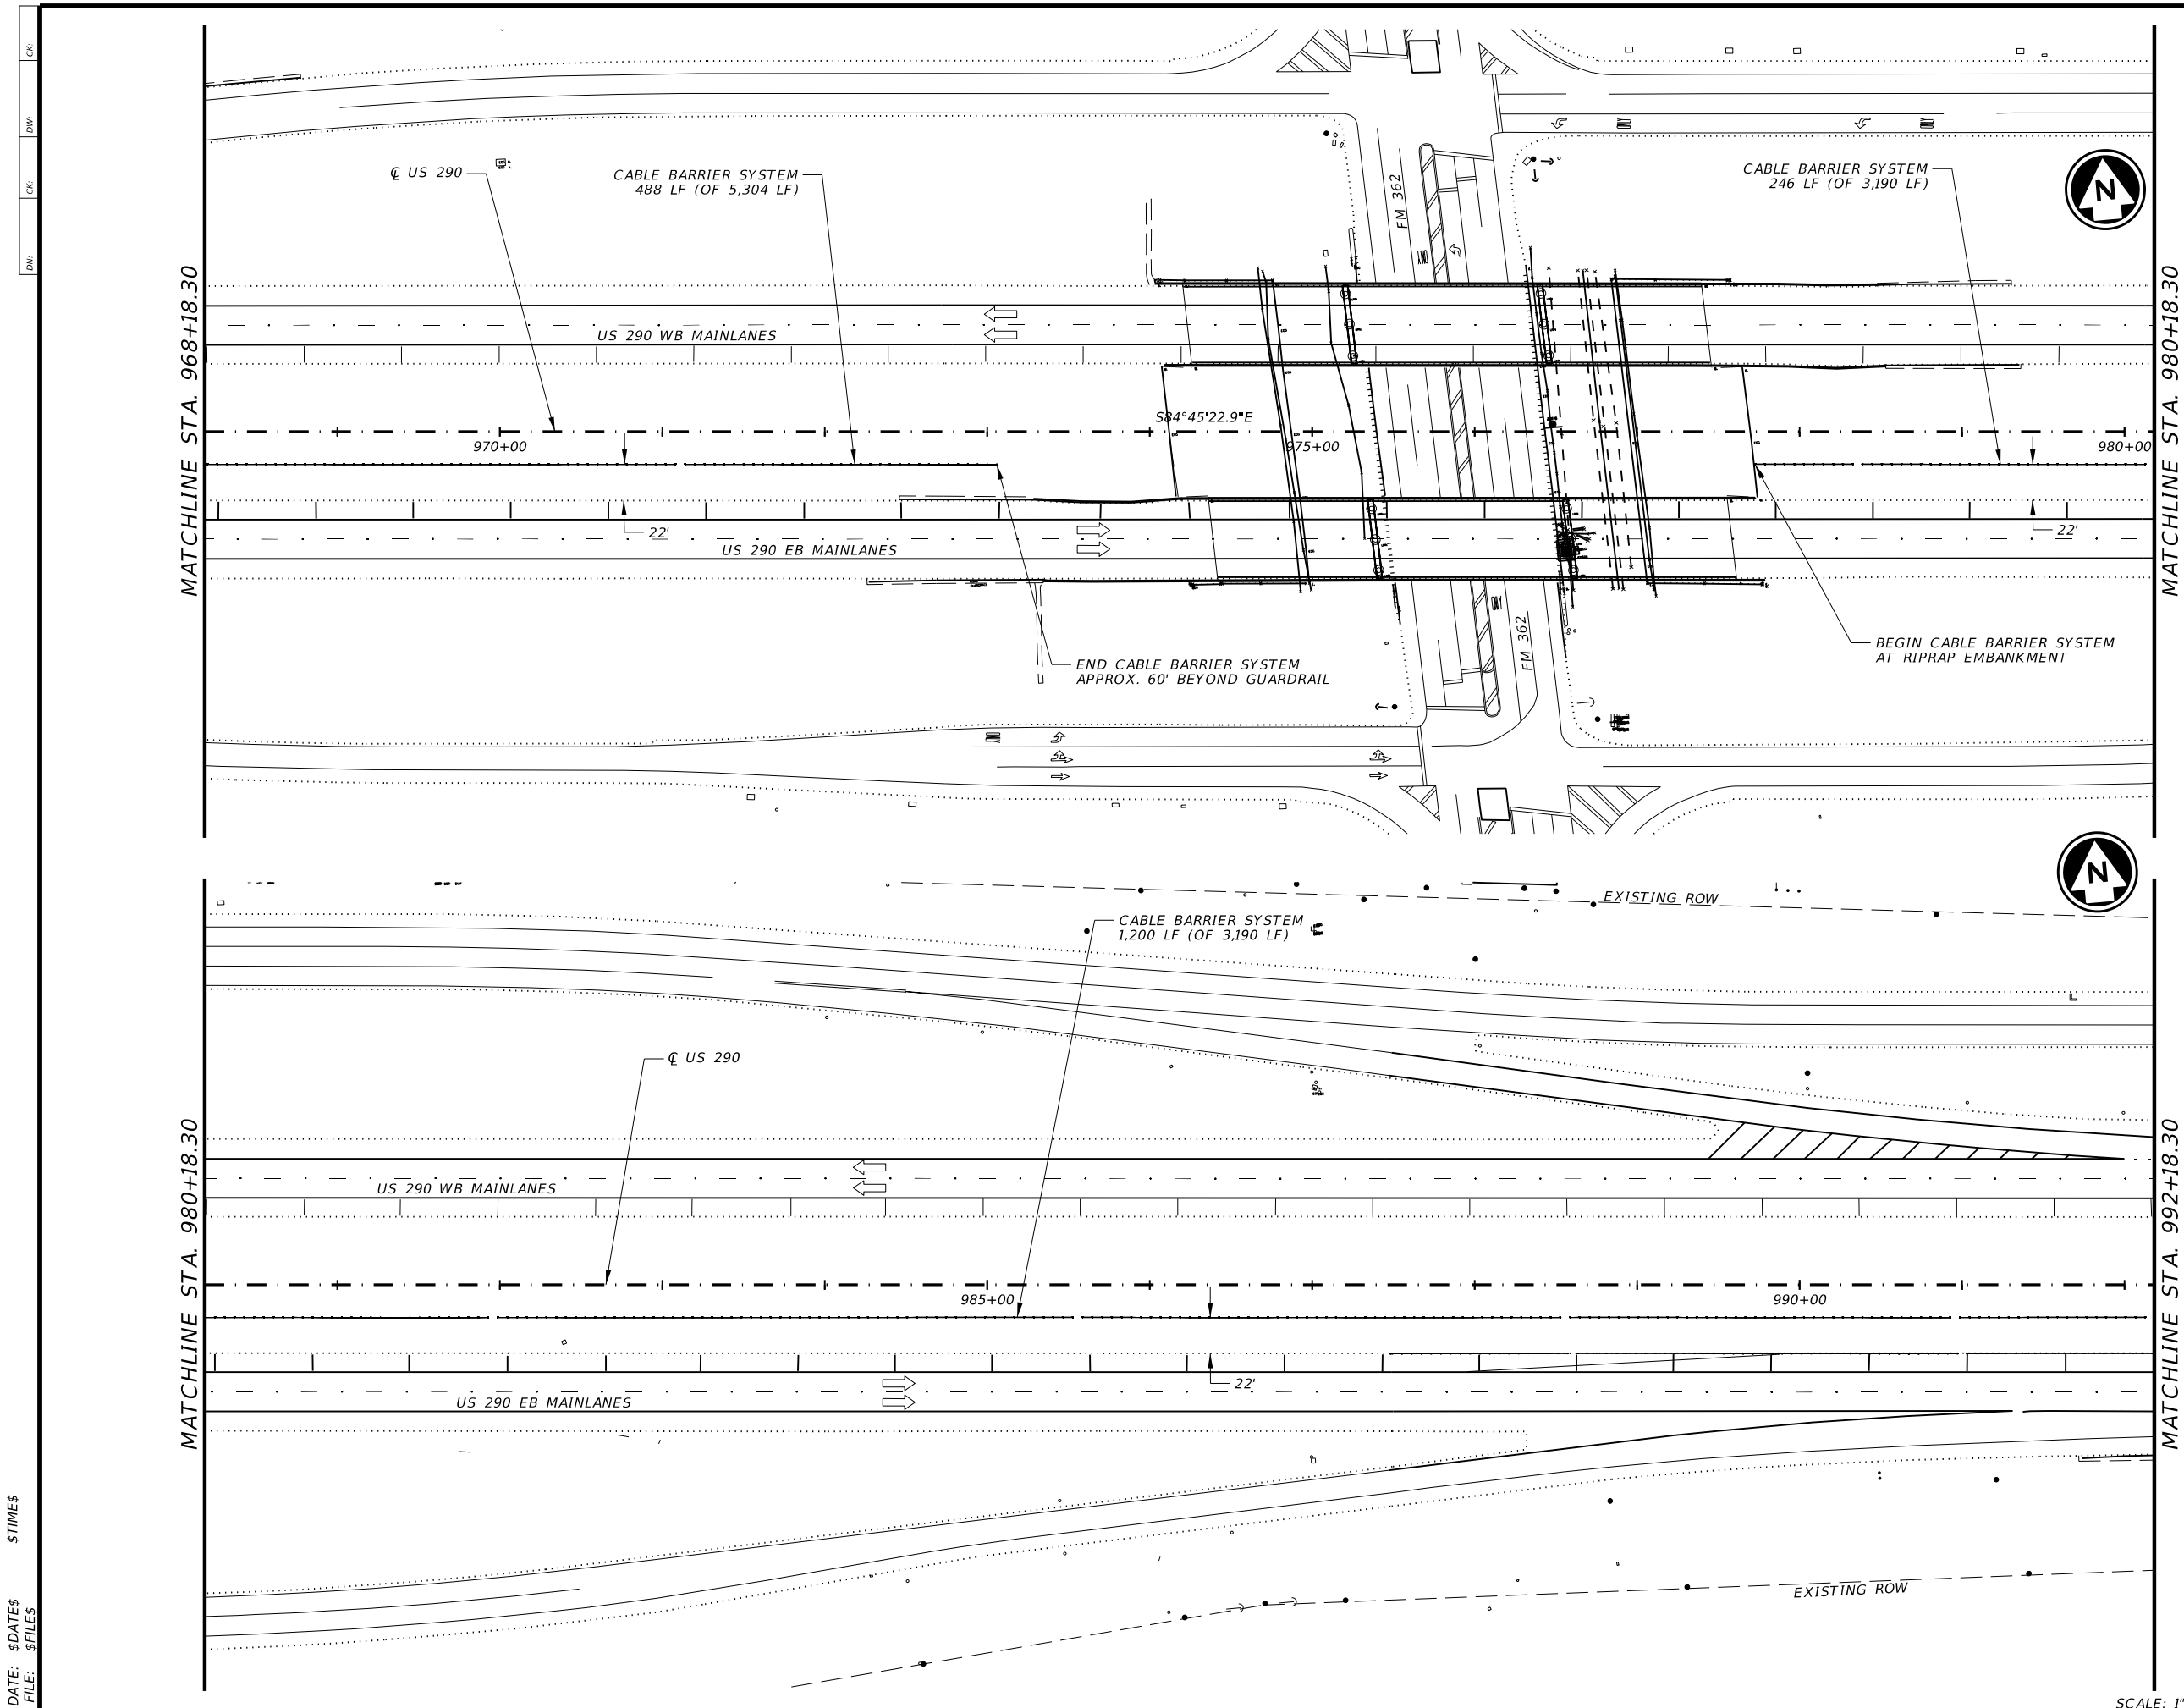 CK:
DW:
CK:
DN:
$TIME$
DATE: $DATE$
FILE: $FILE$
MATCHLINE STA. 968+18.30
℄ US 290
CABLE BARRIER SYSTEM
488 LF (OF 5,304 LF)
FM 362
CABLE BARRIER SYSTEM
246 LF (OF 3,190 LF)
N
US 290 WB MAINLANES
S84°45'22.9"E
970+00
975+00
980+00
22'
22'
US 290 EB MAINLANES
FM 362
END CABLE BARRIER SYSTEM
APPROX. 60' BEYOND GUARDRAIL
BEGIN CABLE BARRIER SYSTEM
AT RIPRAP EMBANKMENT
MATCHLINE STA. 980+18.30
MATCHLINE STA. 980+18.30
EXISTING ROW
N
CABLE BARRIER SYSTEM
1,200 LF (OF 3,190 LF)
℄ US 290
US 290 WB MAINLANES
985+00
990+00
22'
US 290 EB MAINLANES
EXISTING ROW
MATCHLINE STA. 992+18.30
SCALE: